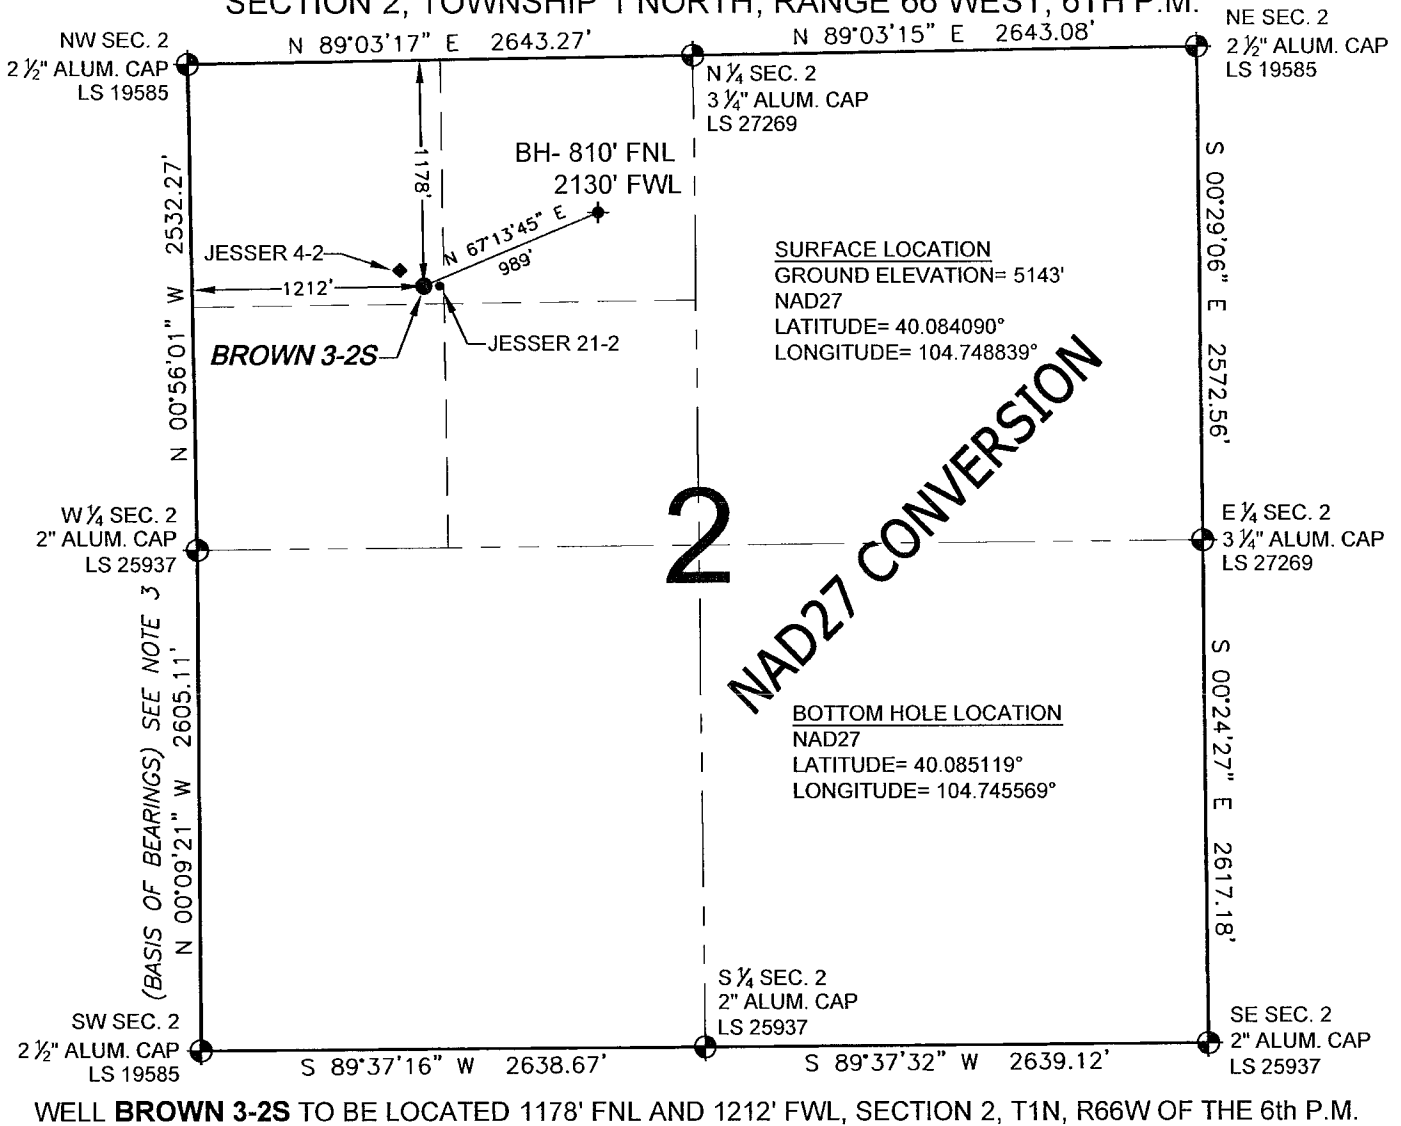 SECTION 2, TOWNSHIP 1 NORTH, RANGE 66 WEST, 6TH P.M.
NW SEC. 2
2 ½" ALUM. CAP
LS 19585
N 89°03'17" E 2643.27'
N 89°03'15" E 2643.08'
NE SEC. 2
2 ½" ALUM. CAP
LS 19585
N ¼ SEC. 2
3 ¼" ALUM. CAP
LS 27269
1178'
BH- 810' FNL
2130' FWL
N 67°13'45" E
989'
JESSER 4-2
1212'
BROWN 3-2S
JESSER 21-2
N 00°56'01" W 2532.27'
SURFACE LOCATION
GROUND ELEVATION= 5143'
NAD27
LATITUDE= 40.084090°
LONGITUDE= 104.748839°
S 00°29'06" E 2572.56'
NAD27 CONVERSION
2
W ¼ SEC. 2
2" ALUM. CAP
LS 25937
E ¼ SEC. 2
3 ¼" ALUM. CAP
LS 27269
(BASIS OF BEARINGS) SEE NOTE 3
N 00°09'21" W 2605.11'
BOTTOM HOLE LOCATION
NAD27
LATITUDE= 40.085119°
LONGITUDE= 104.745569°
S 00°24'27" E 2617.18'
SW SEC. 2
2 ½" ALUM. CAP
LS 19585
S ¼ SEC. 2
2" ALUM. CAP
LS 25937
SE SEC. 2
2" ALUM. CAP
LS 25937
S 89°37'16" W 2638.67'
S 89°37'32" W 2639.12'
WELL BROWN 3-2S TO BE LOCATED 1178' FNL AND 1212' FWL, SECTION 2, T1N, R66W OF THE 6th P.M.